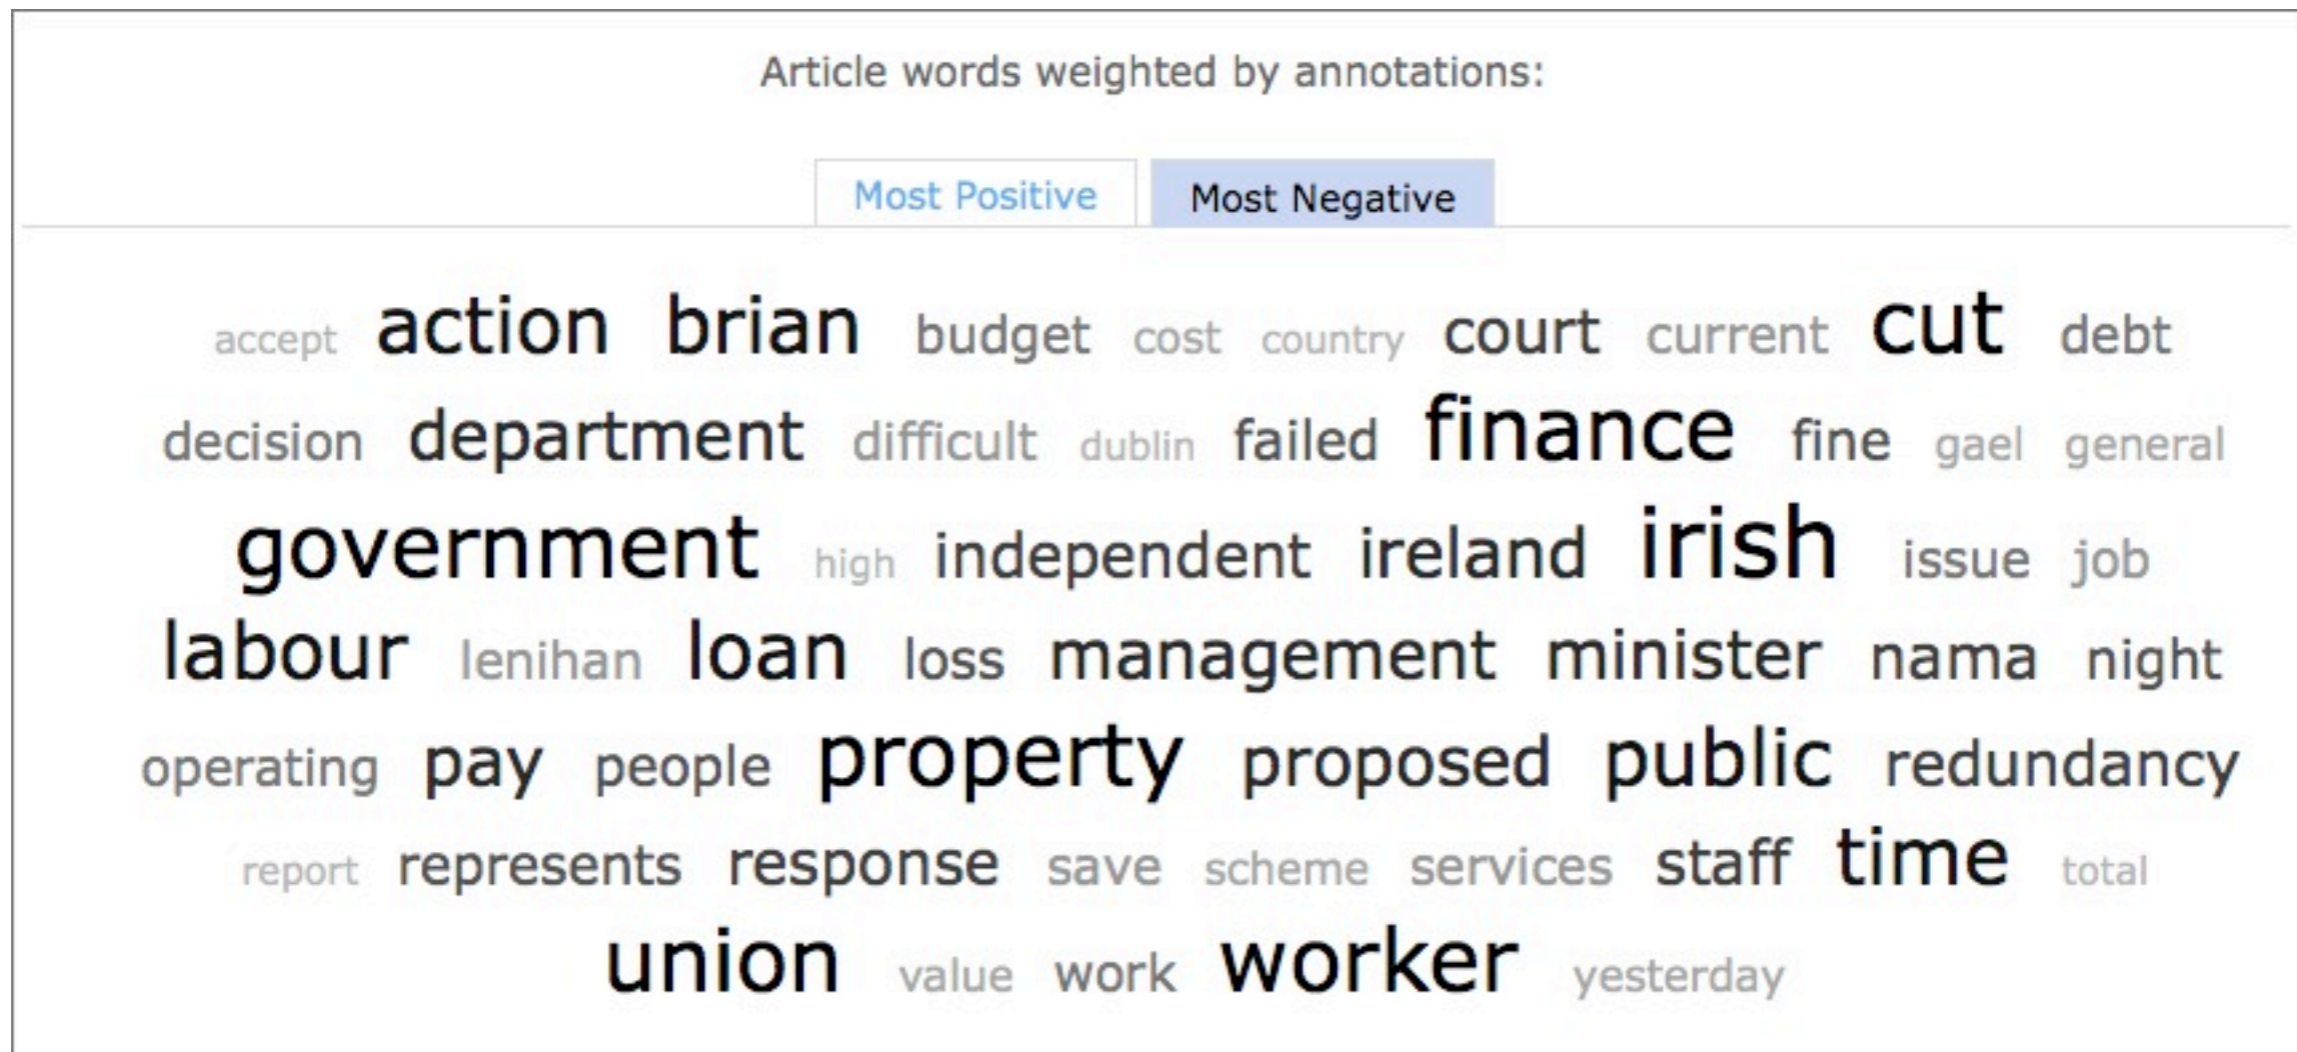 Article words weighted by annotations:
Most Positive Most Negative
accept action brian budget cost country court current cut debt
decision department difficult dublin failed finance fine gael general
government high independent ireland irish issue job
labour lenihan loan loss management minister nama night
operating pay people property proposed public redundancy
report represents response save scheme services staff time total
union value work worker yesterday